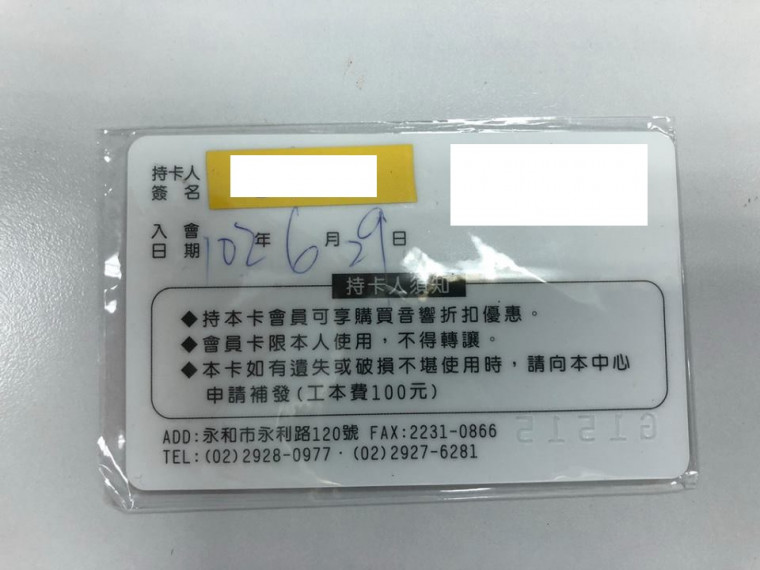 持卡人
簽 名
入 會
日 期 102年 6 月 29 日
持卡人須知
◆持本卡會員可享購買音響折扣優惠。
◆會員卡限本人使用，不得轉讓。
◆本卡如有遺失或破損不堪使用時，請向本中心
申請補發(工本費100元)
ADD:永和市永利路120號 FAX:2231-0866
TEL:(02)2928-0977·(02)2927-6281
G1515